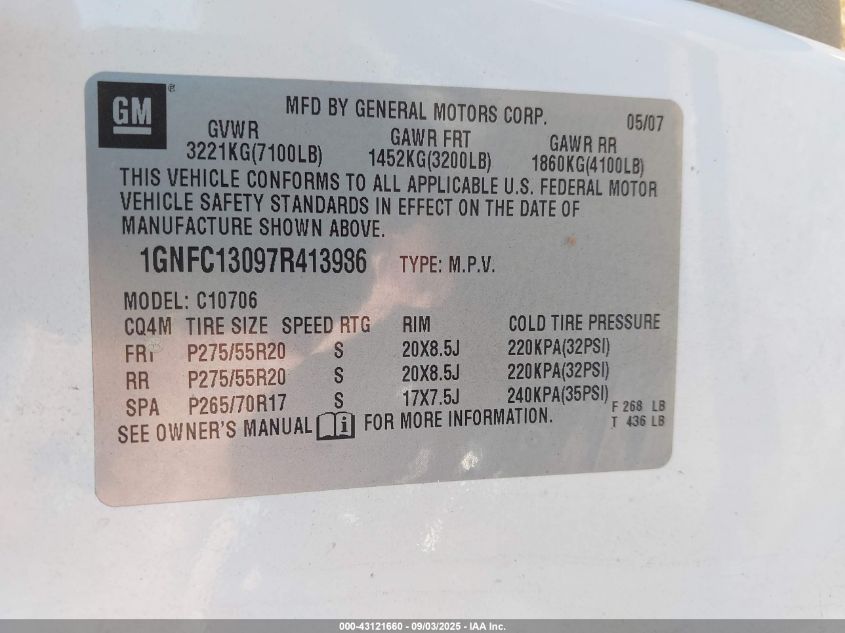 GM ®
MFD BY GENERAL MOTORS CORP. 05/07
GVWR GAWR FRT GAWR RR
3221KG(7100LB) 1452KG(3200LB) 1860KG(4100LB)
THIS VEHICLE CONFORMS TO ALL APPLICABLE U.S. FEDERAL MOTOR
VEHICLE SAFETY STANDARDS IN EFFECT ON THE DATE OF
MANUFACTURE SHOWN ABOVE.
1GNFC13097R413986 TYPE: M.P.V.
MODEL: C10706
CQ4M TIRE SIZE SPEED RTG RIM COLD TIRE PRESSURE
FRT P275/55R20 S 20X8.5J 220KPA(32PSI)
RR P275/55R20 S 20X8.5J 220KPA(32PSI)
SPA P265/70R17 S 17X7.5J 240KPA(35PSI)
F 268 LB
T 436 LB
SEE OWNER'S MANUAL i FOR MORE INFORMATION.
000-43121660 - 09/03/2025 - IAA Inc.